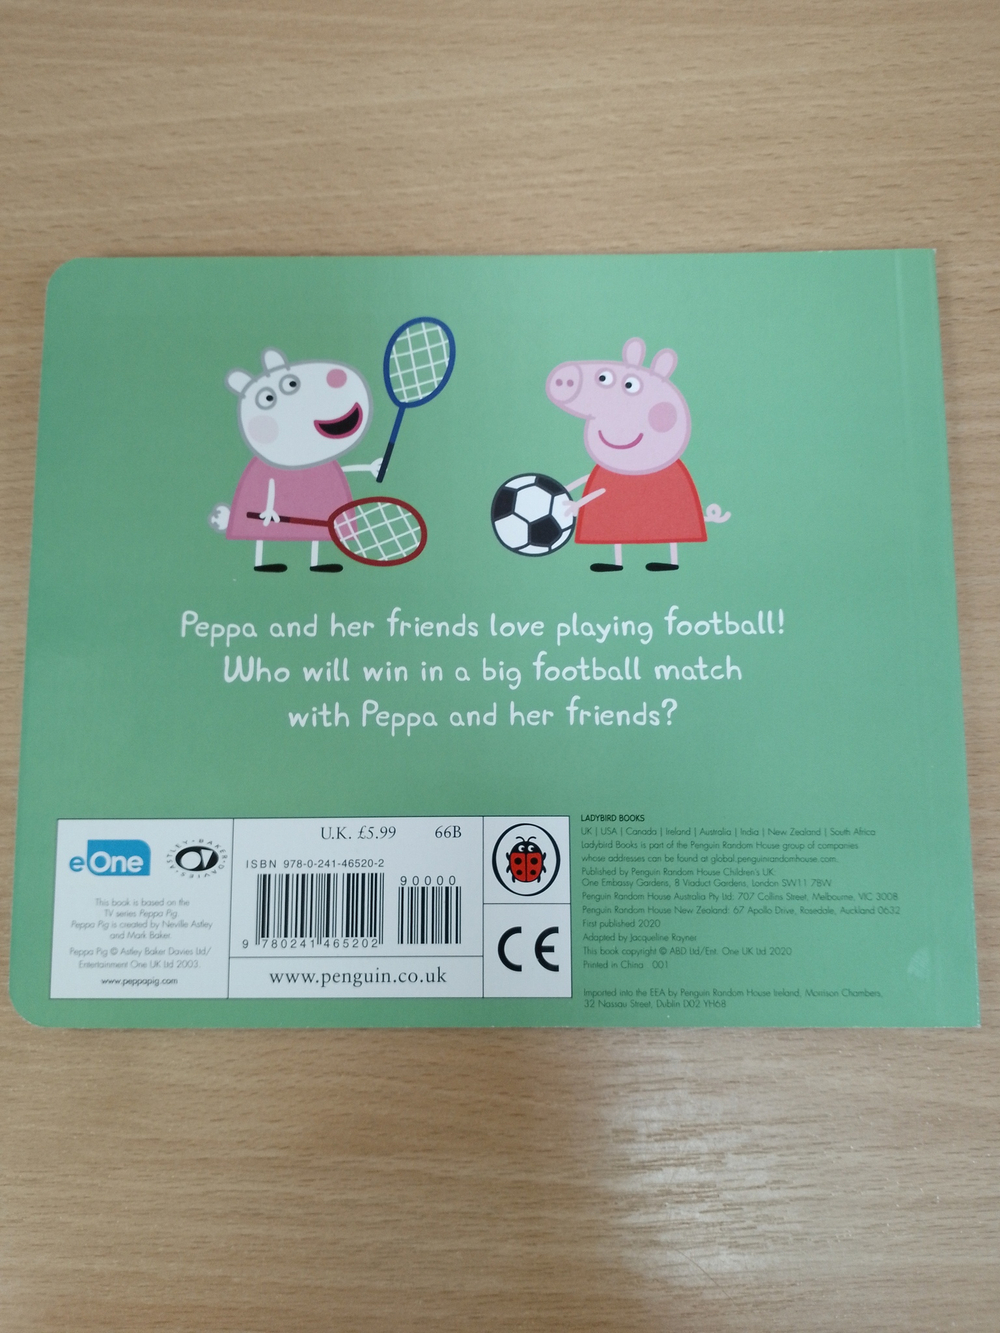 Peppa and her friends love playing football!
Who will win in a big football match
with Peppa and her friends?
eOne
ASTLEY·BAKER·DAVIES
This book is based on the
TV series Peppa Pig.
Peppa Pig is created by Neville Astley
and Mark Baker.
Peppa Pig © Astley Baker Davies Ltd/
Entertainment One UK Ltd 2003.
www.peppapig.com
U.K. £5.99 66B
ISBN 978-0-241-46520-2
90000
9 780241 465202
www.penguin.co.uk
CE
LADYBIRD BOOKS
UK | USA | Canada | Ireland | Australia | India | New Zealand | South Africa
Ladybird Books is part of the Penguin Random House group of companies
whose addresses can be found at global.penguinrandomhouse.com.
Published by Penguin Random House Children's UK:
One Embassy Gardens, 8 Viaduct Gardens, London SW11 7BW
Penguin Random House Australia Pty Ltd: 707 Collins Street, Melbourne, VIC 3008
Penguin Random House New Zealand: 67 Apollo Drive, Rosedale, Auckland 0632
First published 2020
Adapted by Jacqueline Rayner
This book copyright © ABD Ltd/Ent. One UK Ltd 2020
Printed in China 001
Imported into the EEA by Penguin Random House Ireland, Morrison Chambers,
32 Nassau Street, Dublin D02 YH68